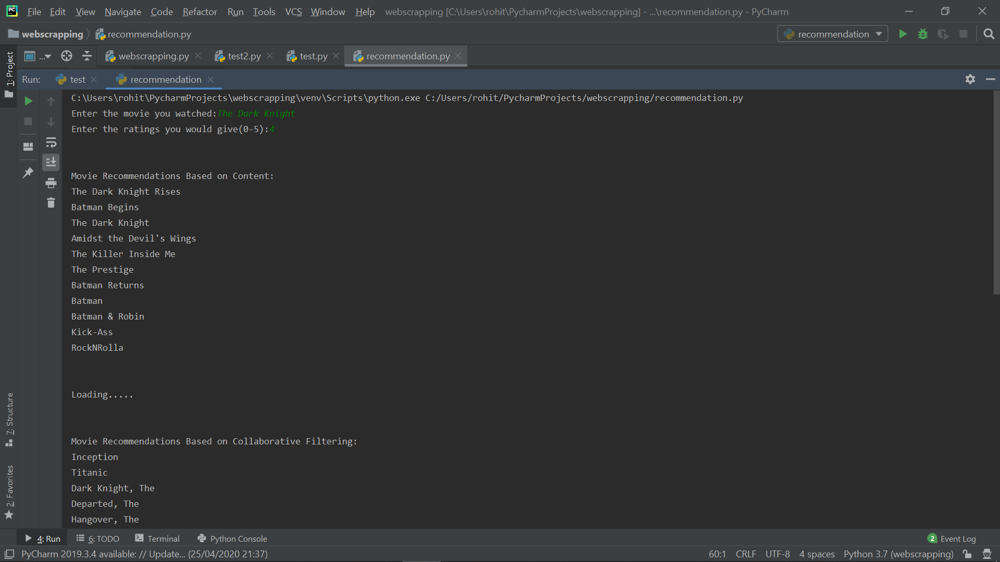 File Edit View Navigate Code Refactor Run Tools VCS Window Help webscrapping [C:\Users\rohit\PycharmProjects\webscrapping] - ...\recommendation.py - PyCharm
webscrapping recommendation.py recommendation
... webscrapping.py test2.py test.py recommendation.py
1: Project
Run: test recommendation
C:\Users\rohit\PycharmProjects\webscrapping\venv\Scripts\python.exe C:/Users/rohit/PycharmProjects/webscrapping/recommendation.py
Enter the movie you watched:The Dark Knight
Enter the ratings you would give(0-5):4
Movie Recommendations Based on Content:
The Dark Knight Rises
Batman Begins
The Dark Knight
Amidst the Devil's Wings
The Killer Inside Me
The Prestige
Batman Returns
Batman
Batman & Robin
Kick-Ass
RockNRolla
Loading.....
Movie Recommendations Based on Collaborative Filtering:
Inception
Titanic
Dark Knight, The
Departed, The
Hangover, The
7: Structure
2: Favorites
4: Run 6: TODO Terminal Python Console 2 Event Log
PyCharm 2019.3.4 available: // Update... (25/04/2020 21:37) 60:1 CRLF UTF-8 4 spaces Python 3.7 (webscrapping)